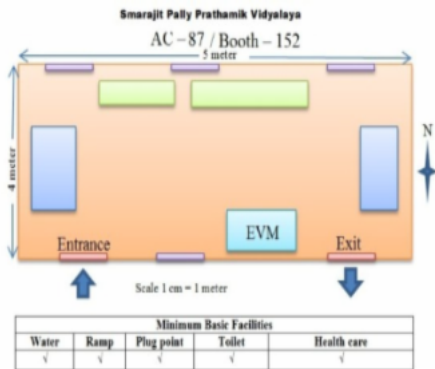 Smarajit Pally Prathamik Vidyalaya
AC – 87 / Booth – 152
5 meter
4 meter
N
EVM
Entrance
Exit
Scale 1 cm = 1 meter
Minimum Basic Facilities
Water Ramp Plug point Toilet Health care
√ √ √ √ √